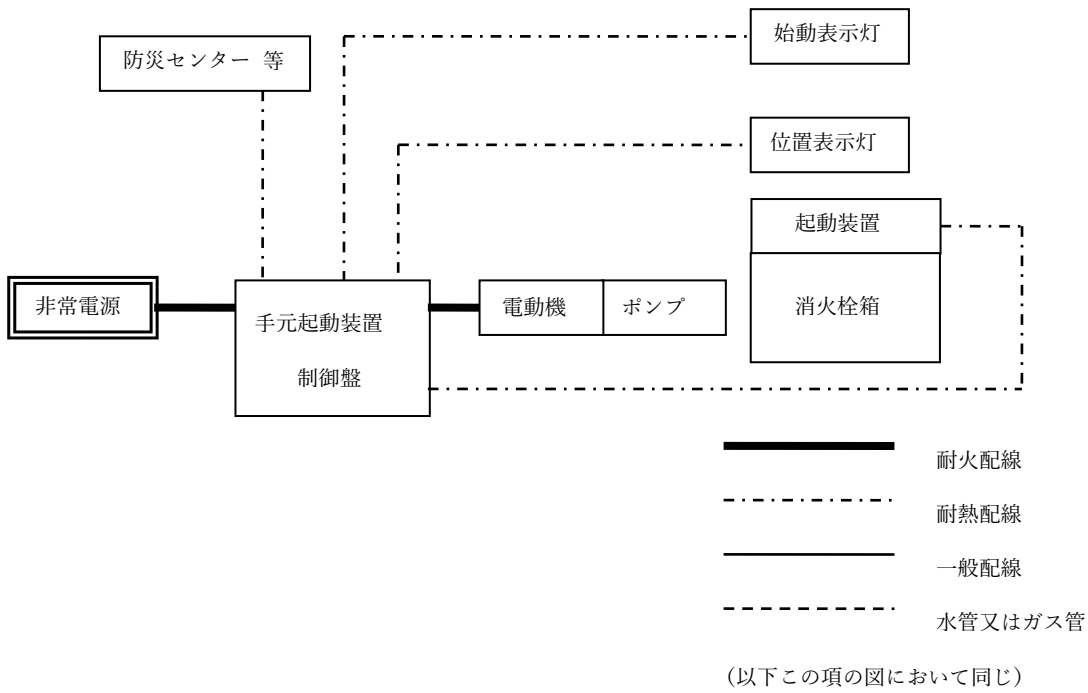 始動表示灯
防災センター 等
位置表示灯
起動装置
非常電源
手元起動装置
制御盤
電動機
ポンプ
消火栓箱
耐火配線
耐熱配線
一般配線
水管又はガス管
（以下この項の図において同じ）